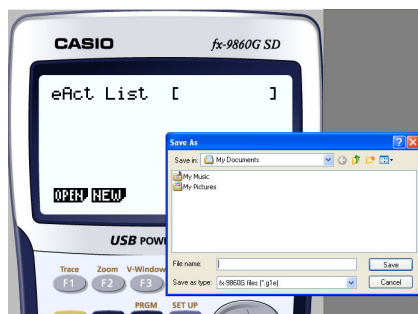 CASIO fx-9860G SD
eAct List [ ]
OPEN NEW
USB POW
Trace Zoom V-Window
F1 F2 F3
PRGM SET UP
Save As
Save in: My Documents
My Music
My Pictures
File name: Save
Save as type: fx-9860G files (*.g1e) Cancel